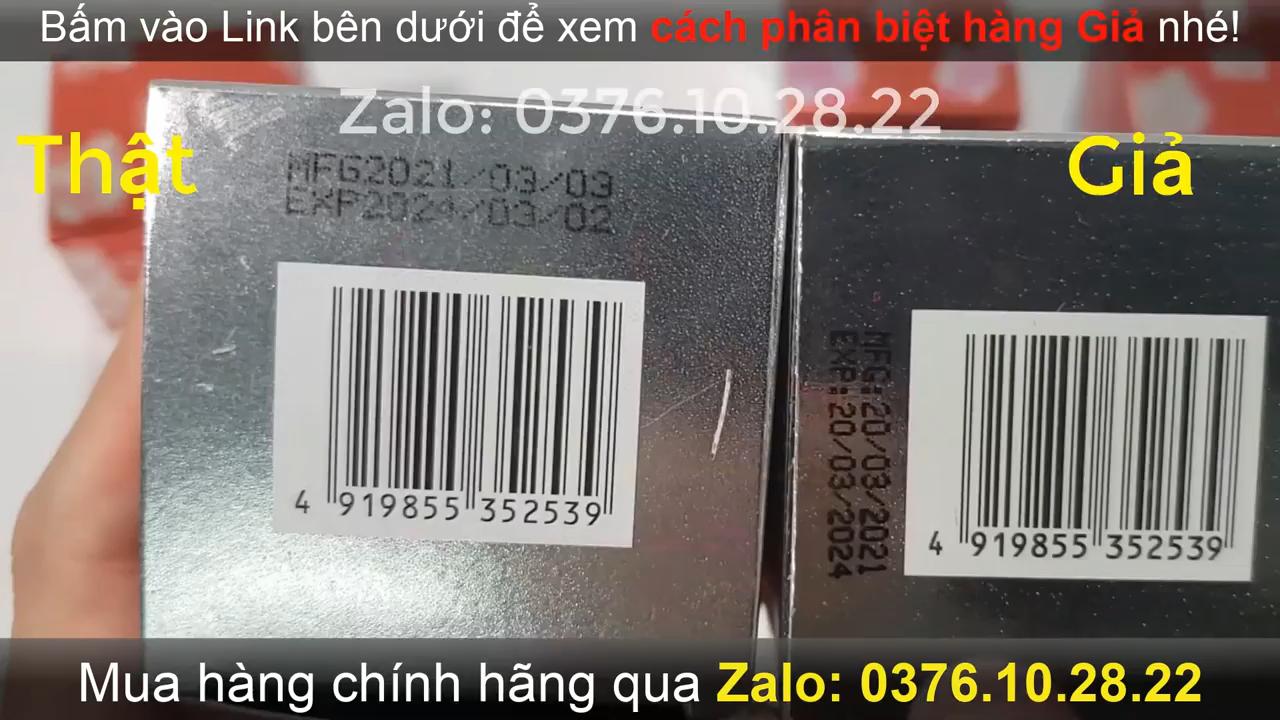 Bấm vào Link bên dưới để xem cách phân biệt hàng Giả nhé!
Zalo: 0376.10.28.22
Thật
Giả
MFG2021/03/03
EXP2024/03/02
4 919855 352539
MFG:20/03/2021
EXP:20/03/2024
4 919855 352539
Mua hàng chính hãng qua Zalo: 0376.10.28.22